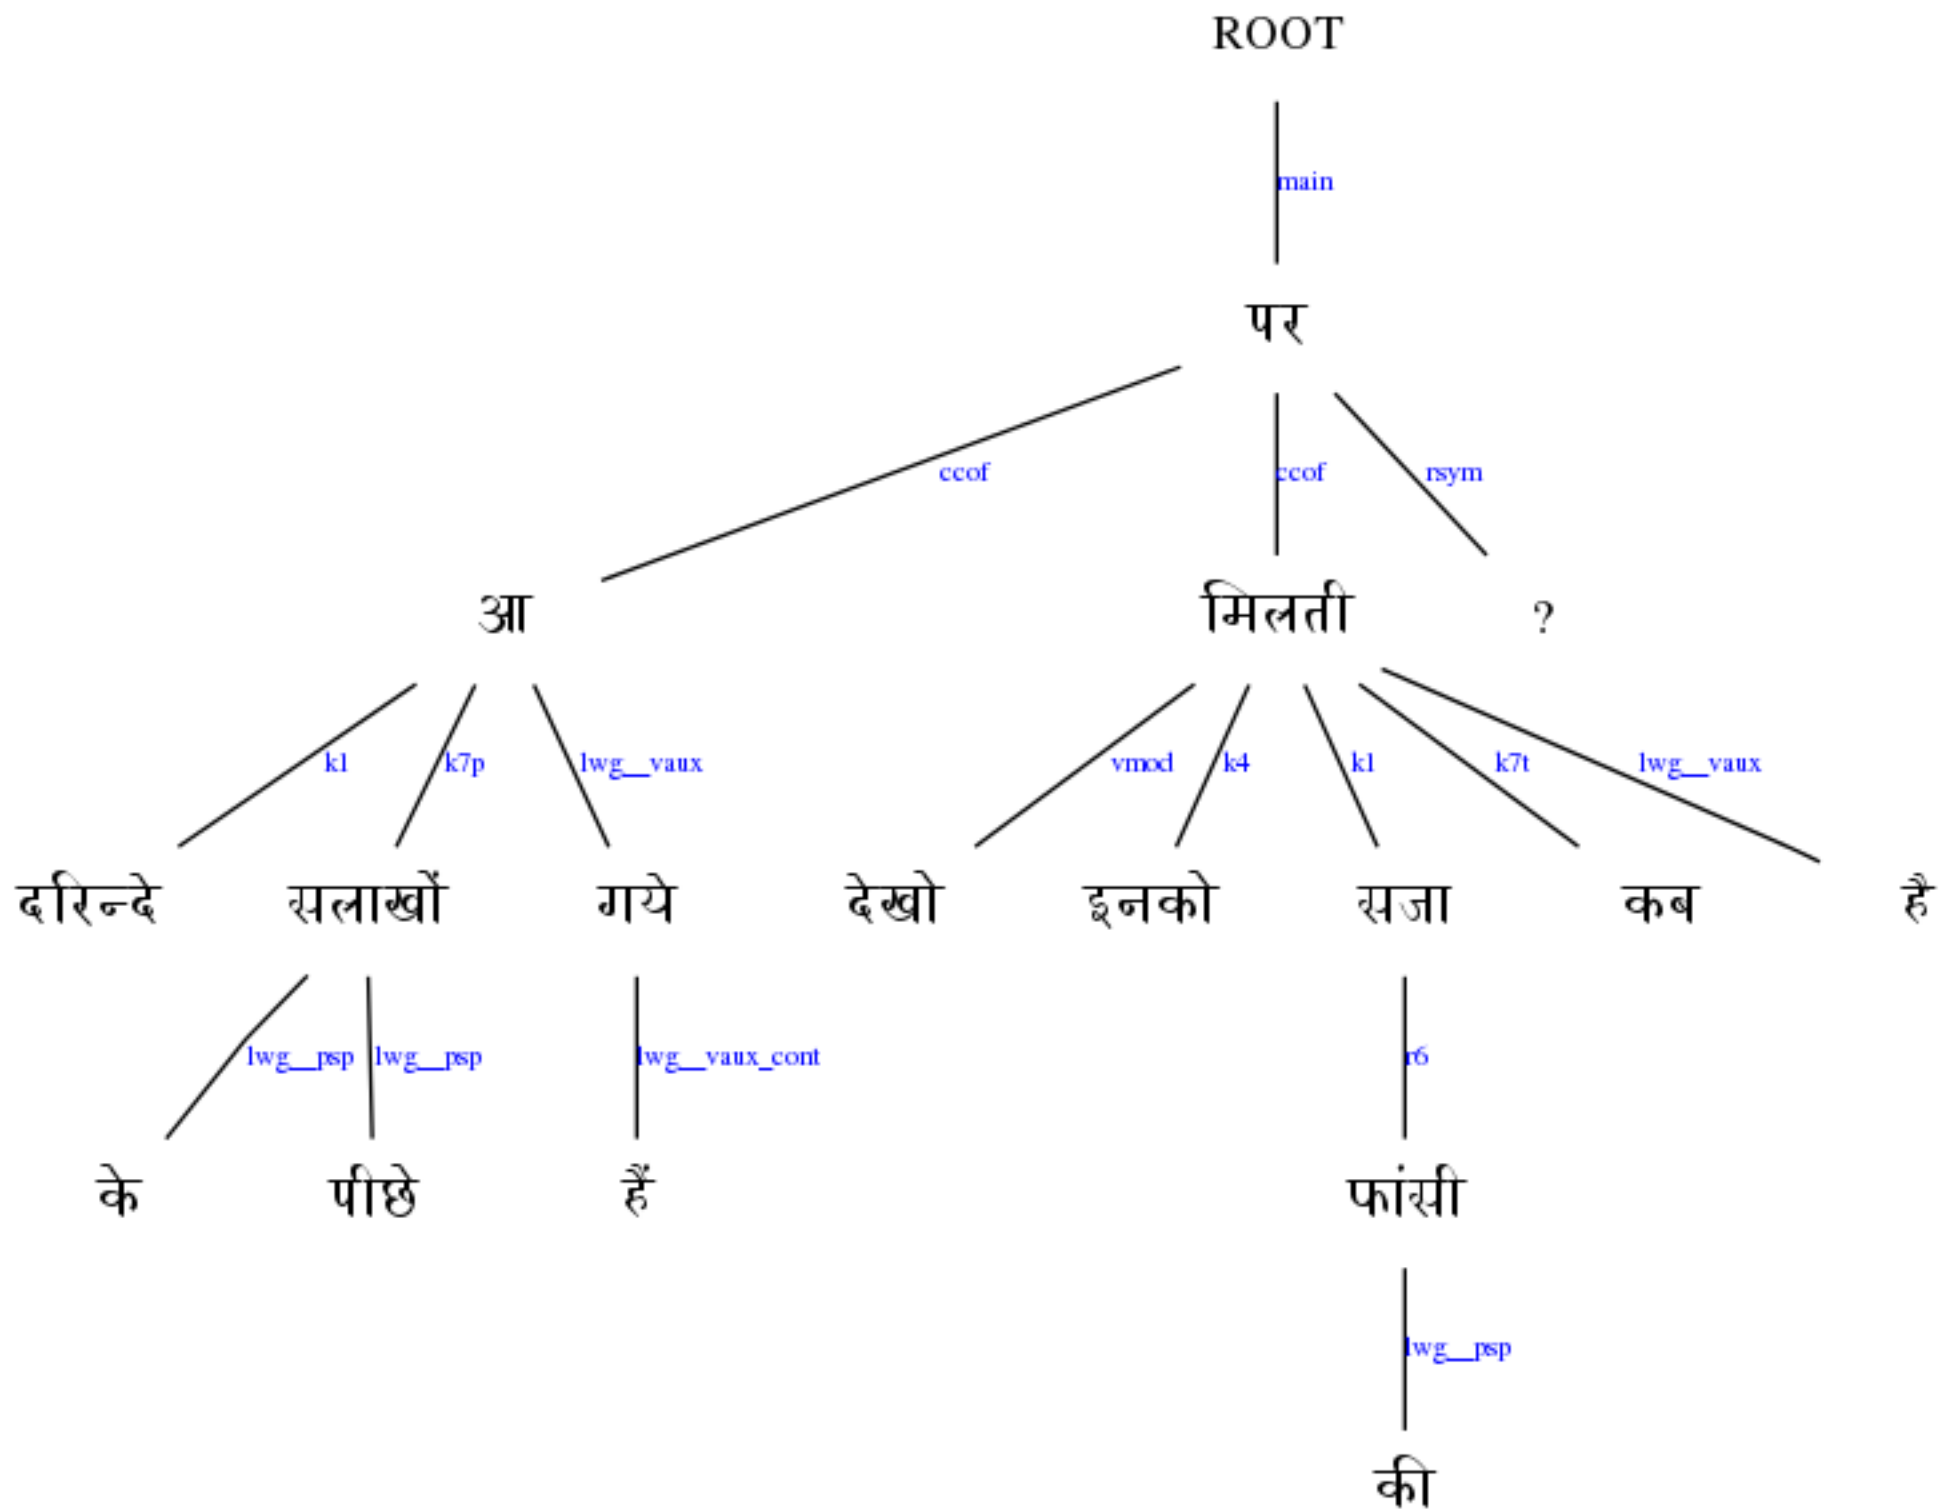 ROOT
main
पर
ccof ccof rsym
आ मिलती ?
k1 k7p lwg__vaux vmod k4 k1 k7t lwg__vaux
दरिन्दे सलाखों गये देखो इनको सजा कब है
lwg__psp lwg__psp lwg__vaux_cont r6
के पीछे हैं फांसी
lwg__psp
की